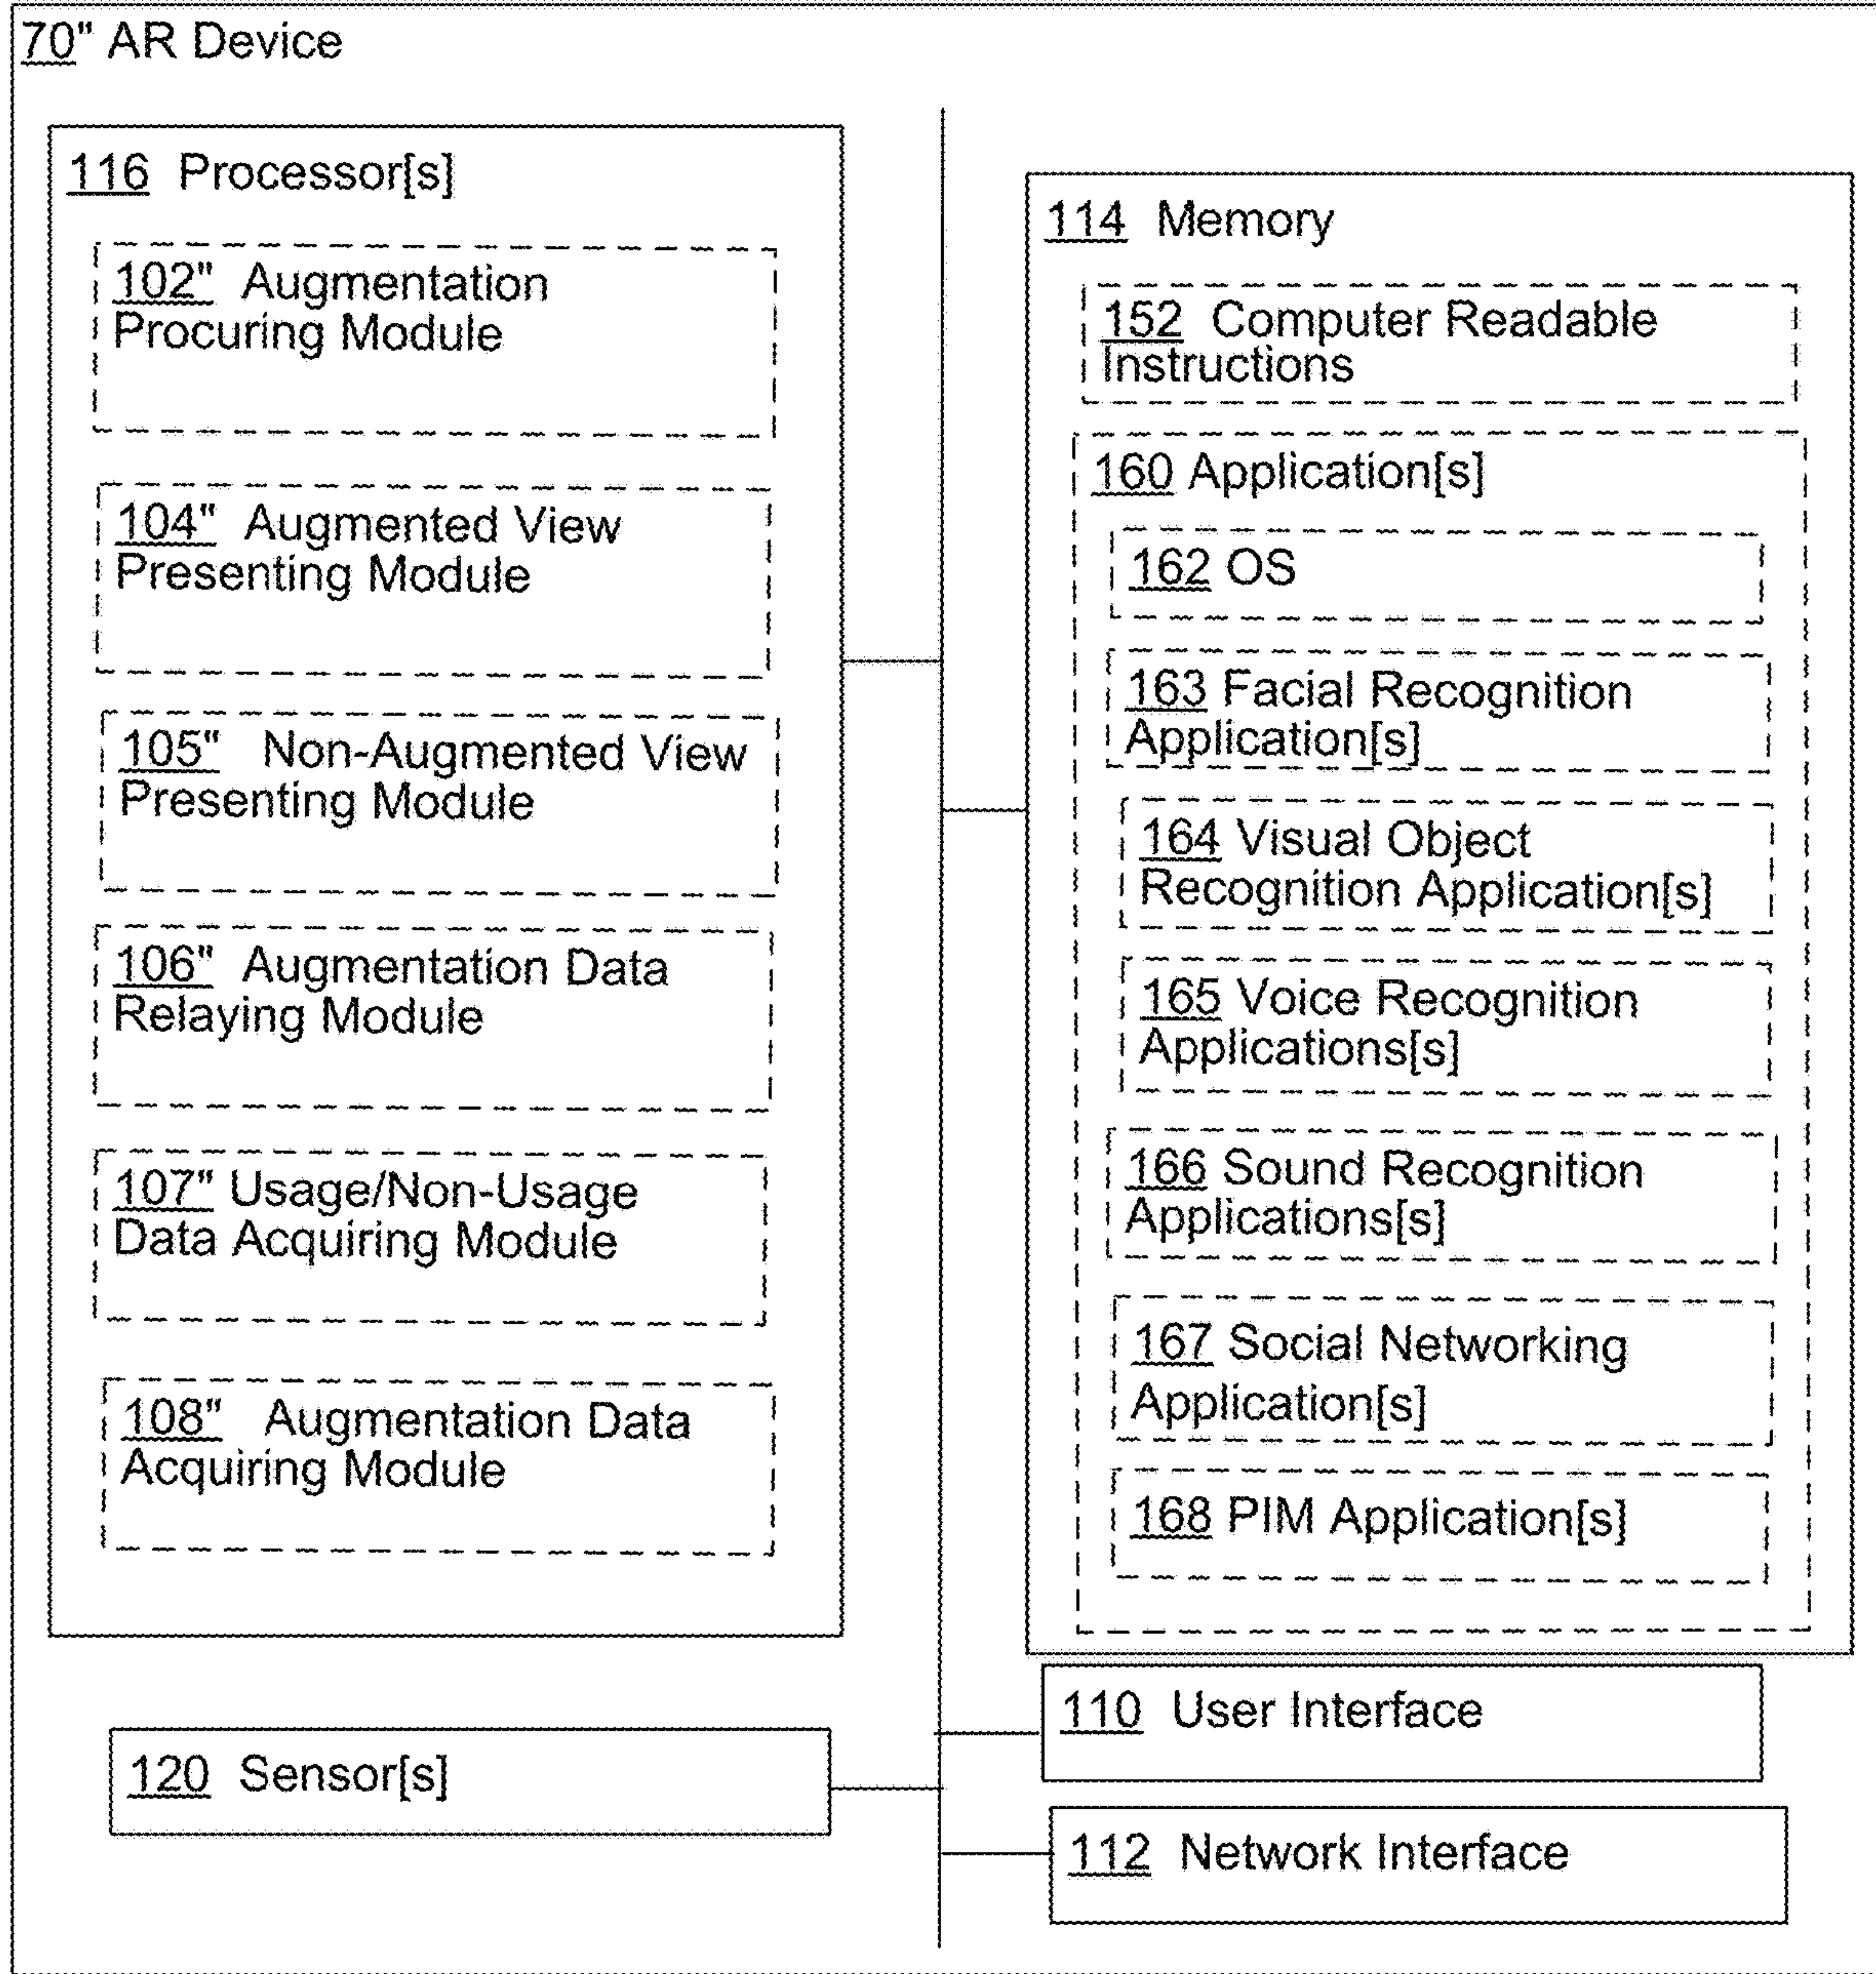 70" AR Device
116 Processor[s]
102" Augmentation
Procuring Module
104" Augmented View
Presenting Module
105" Non-Augmented View
Presenting Module
106" Augmentation Data
Relaying Module
107" Usage/Non-Usage
Data Acquiring Module
108" Augmentation Data
Acquiring Module
120 Sensor[s]
114 Memory
152 Computer Readable
Instructions
160 Application[s]
162 OS
163 Facial Recognition
Application[s]
164 Visual Object
Recognition Application[s]
165 Voice Recognition
Applications[s]
166 Sound Recognition
Applications[s]
167 Social Networking
Application[s]
168 PIM Application[s]
110 User Interface
112 Network Interface